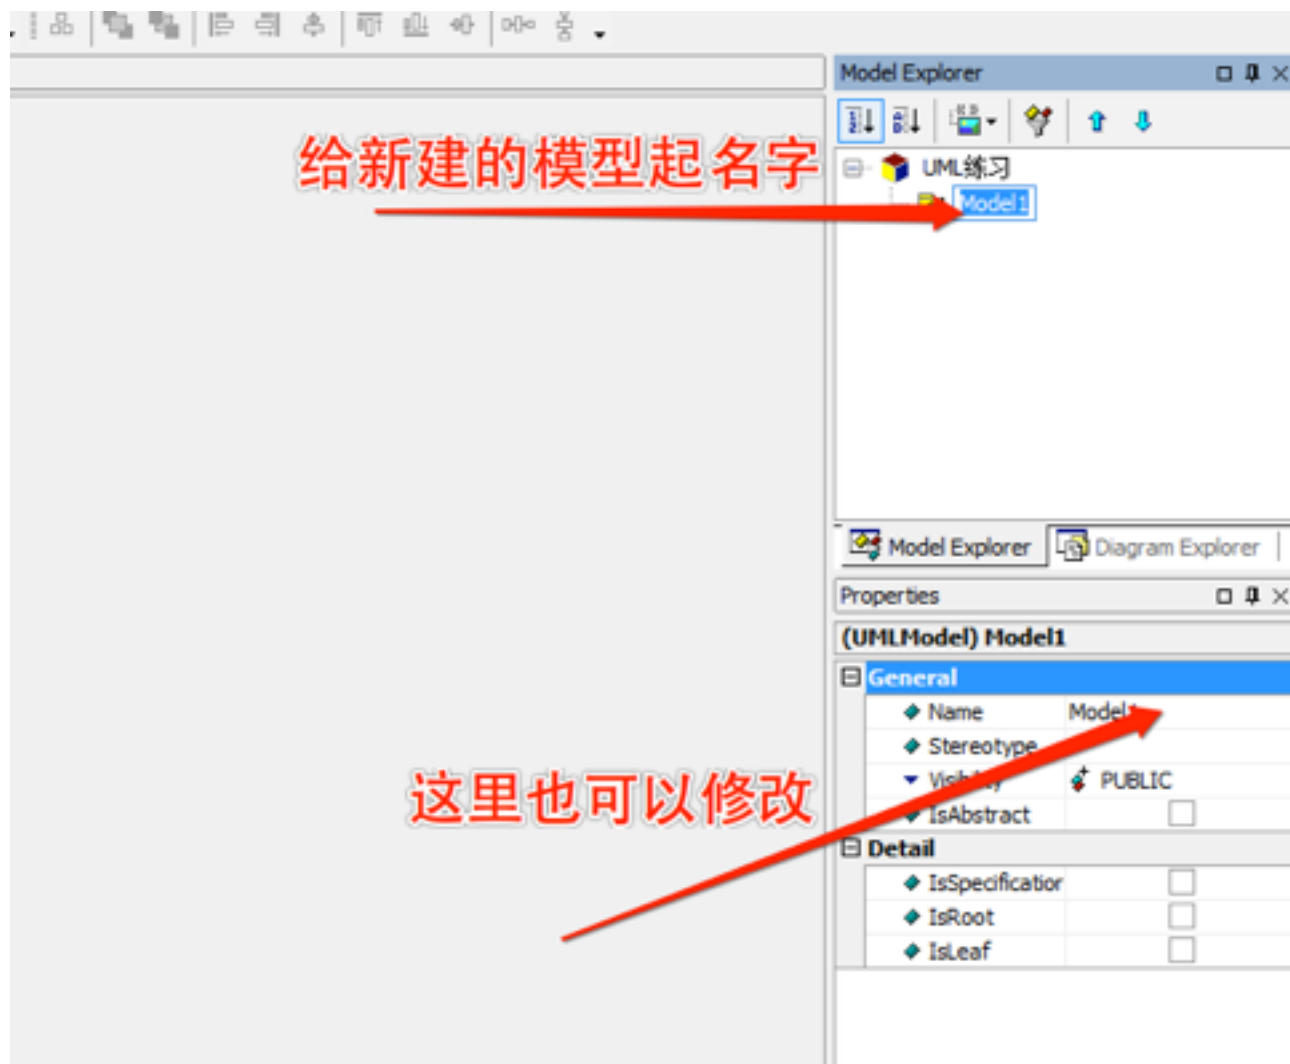 Model Explorer
给新建的模型起名字
UML练习
Model1
Model Explorer
Diagram Explorer
Properties
(UMLModel) Model1
General
Name Model1
Stereotype
Visibility PUBLIC
这里也可以修改
IsAbstract
Detail
IsSpecification
IsRoot
IsLeaf